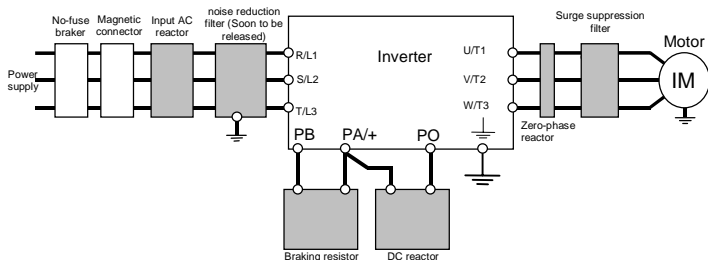 No-fuse
braker
Magnetic
connector
Input AC
reactor
noise reduction
filter (Soon to be
released)
Surge suppression
filter
Motor
Power
supply
R/L1
S/L2
T/L3
Inverter
U/T1
V/T2
W/T3
IM
Zero-phase
reactor
PB
PA/+
PO
Braking resistor
DC reactor